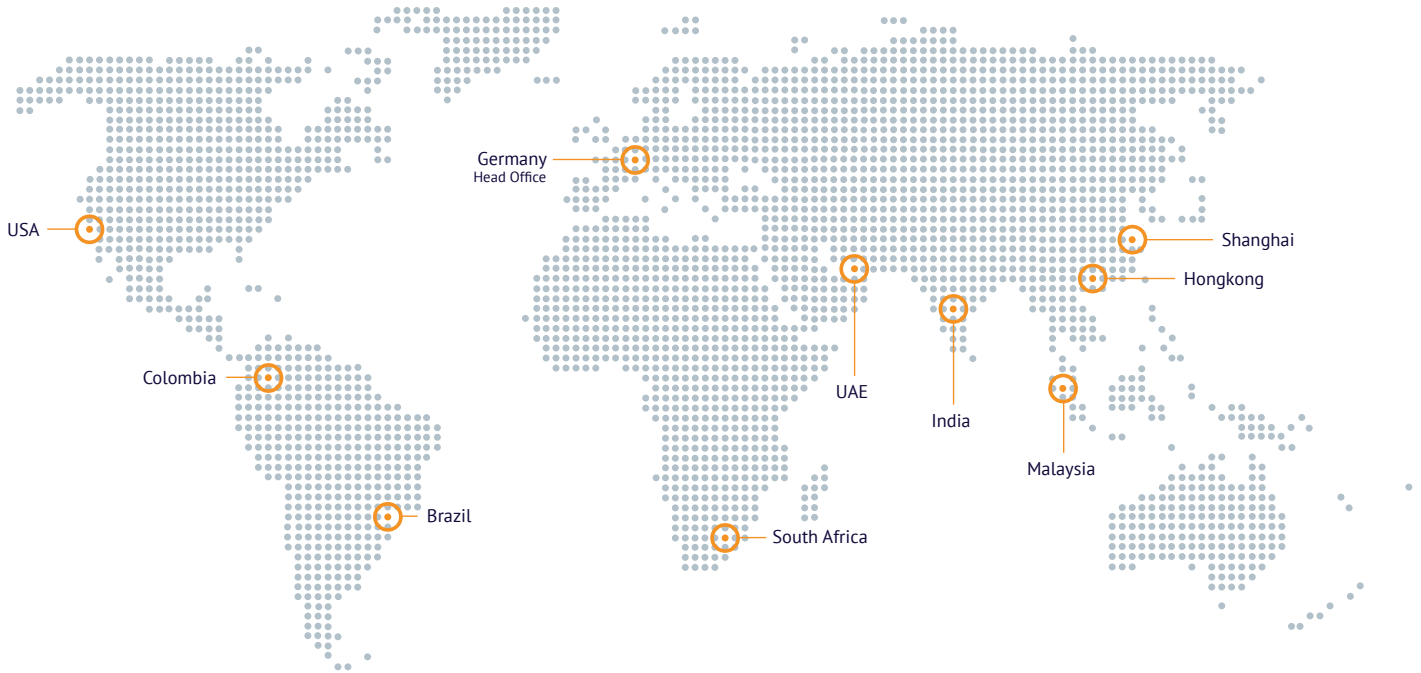 Germany
Head Office
USA
Shanghai
Hongkong
Colombia
UAE
India
Malaysia
Brazil
South Africa